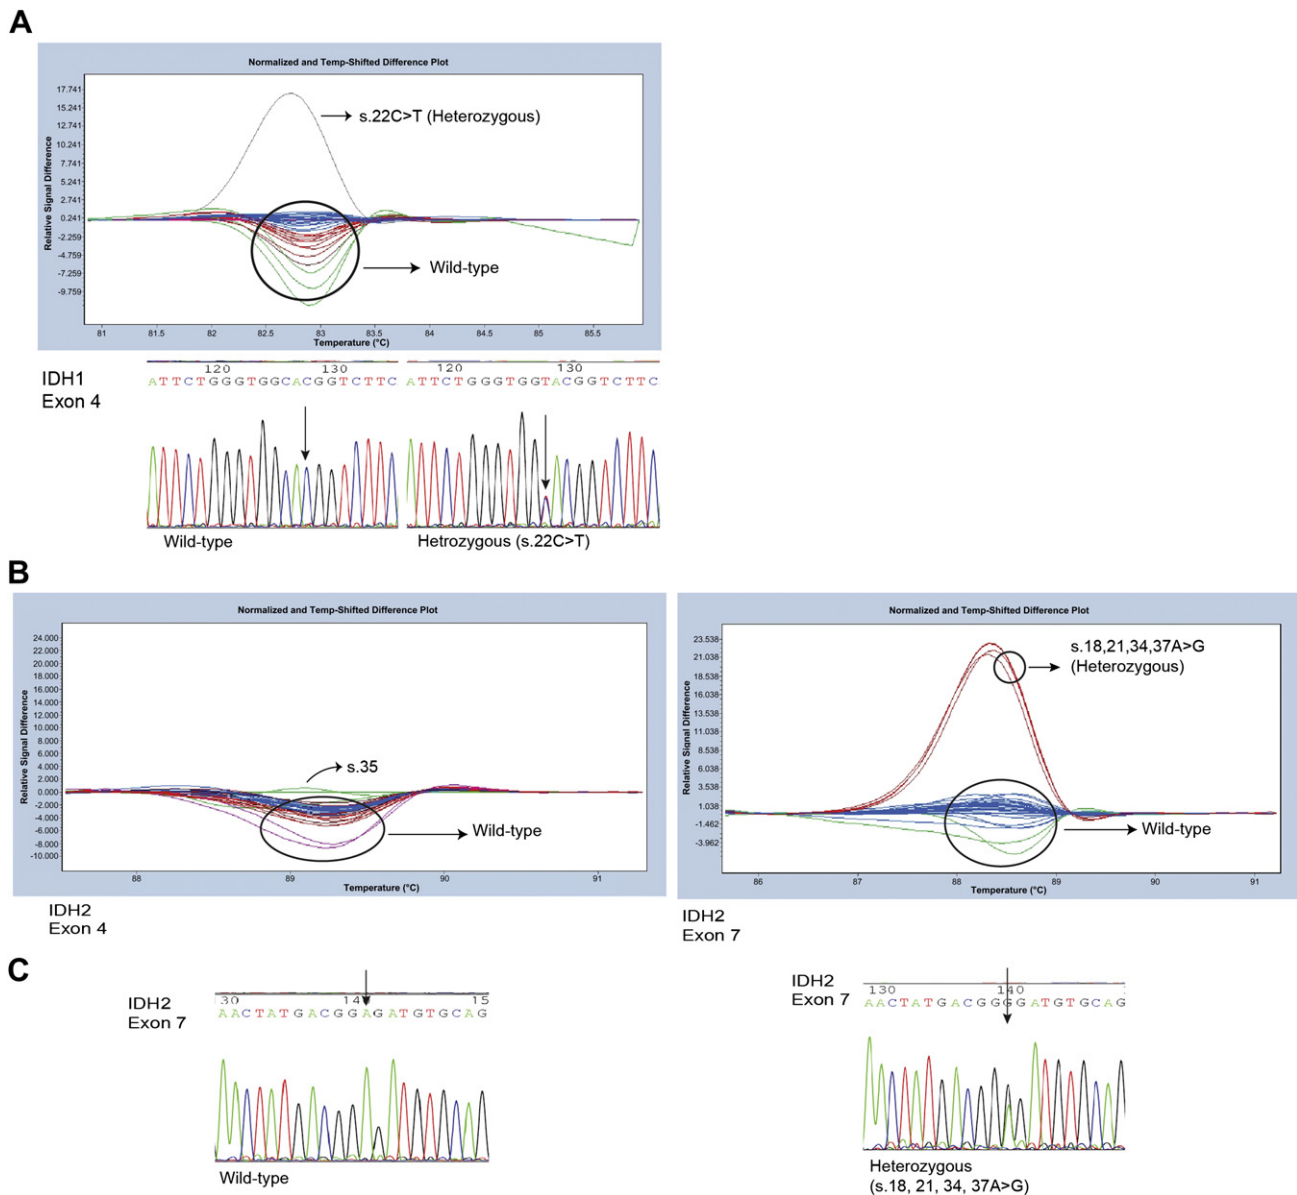 A
Normalized and Temp-Shifted Difference Plot
Relative Signal Difference
17.741
15.241
12.741
10.241
7.741
5.241
2.741
0.241
-2.259
-4.759
-7.259
-9.759
s.22C>T (Heterozygous)
Wild-type
81 81.5 82 82.5 83 83.5 84 84.5 85 85.5
Temperature (°C)
IDH1
Exon 4
120 130
ATTCTGGGTGGCACGGTCTTC
Wild-type
120 130
ATTCTGGGTGGTACGGTCTTC
Hetrozygous (s.22C>T)
B
Normalized and Temp-Shifted Difference Plot
Relative Signal Difference
24.000
22.000
20.000
18.000
16.000
14.000
12.000
10.000
8.000
6.000
4.000
2.000
0.000
-2.000
-4.000
-6.000
-8.000
-10.000
s.35
Wild-type
88 89 90 91
Temperature (°C)
IDH2
Exon 4
Normalized and Temp-Shifted Difference Plot
Relative Signal Difference
23.538
21.038
18.538
16.038
13.538
11.038
8.538
6.038
3.538
1.038
-1.462
-3.962
s.18,21,34,37A>G
(Heterozygous)
Wild-type
86 87 88 89 90 91
Temperature (°C)
IDH2
Exon 7
C
IDH2
Exon 7
30 14 15
AACTATGACGGAGATGTGCAG
Wild-type
IDH2
Exon 7
130 140
AACTATGACGGGGATGTGCAG
Heterozygous
(s.18, 21, 34, 37A>G)